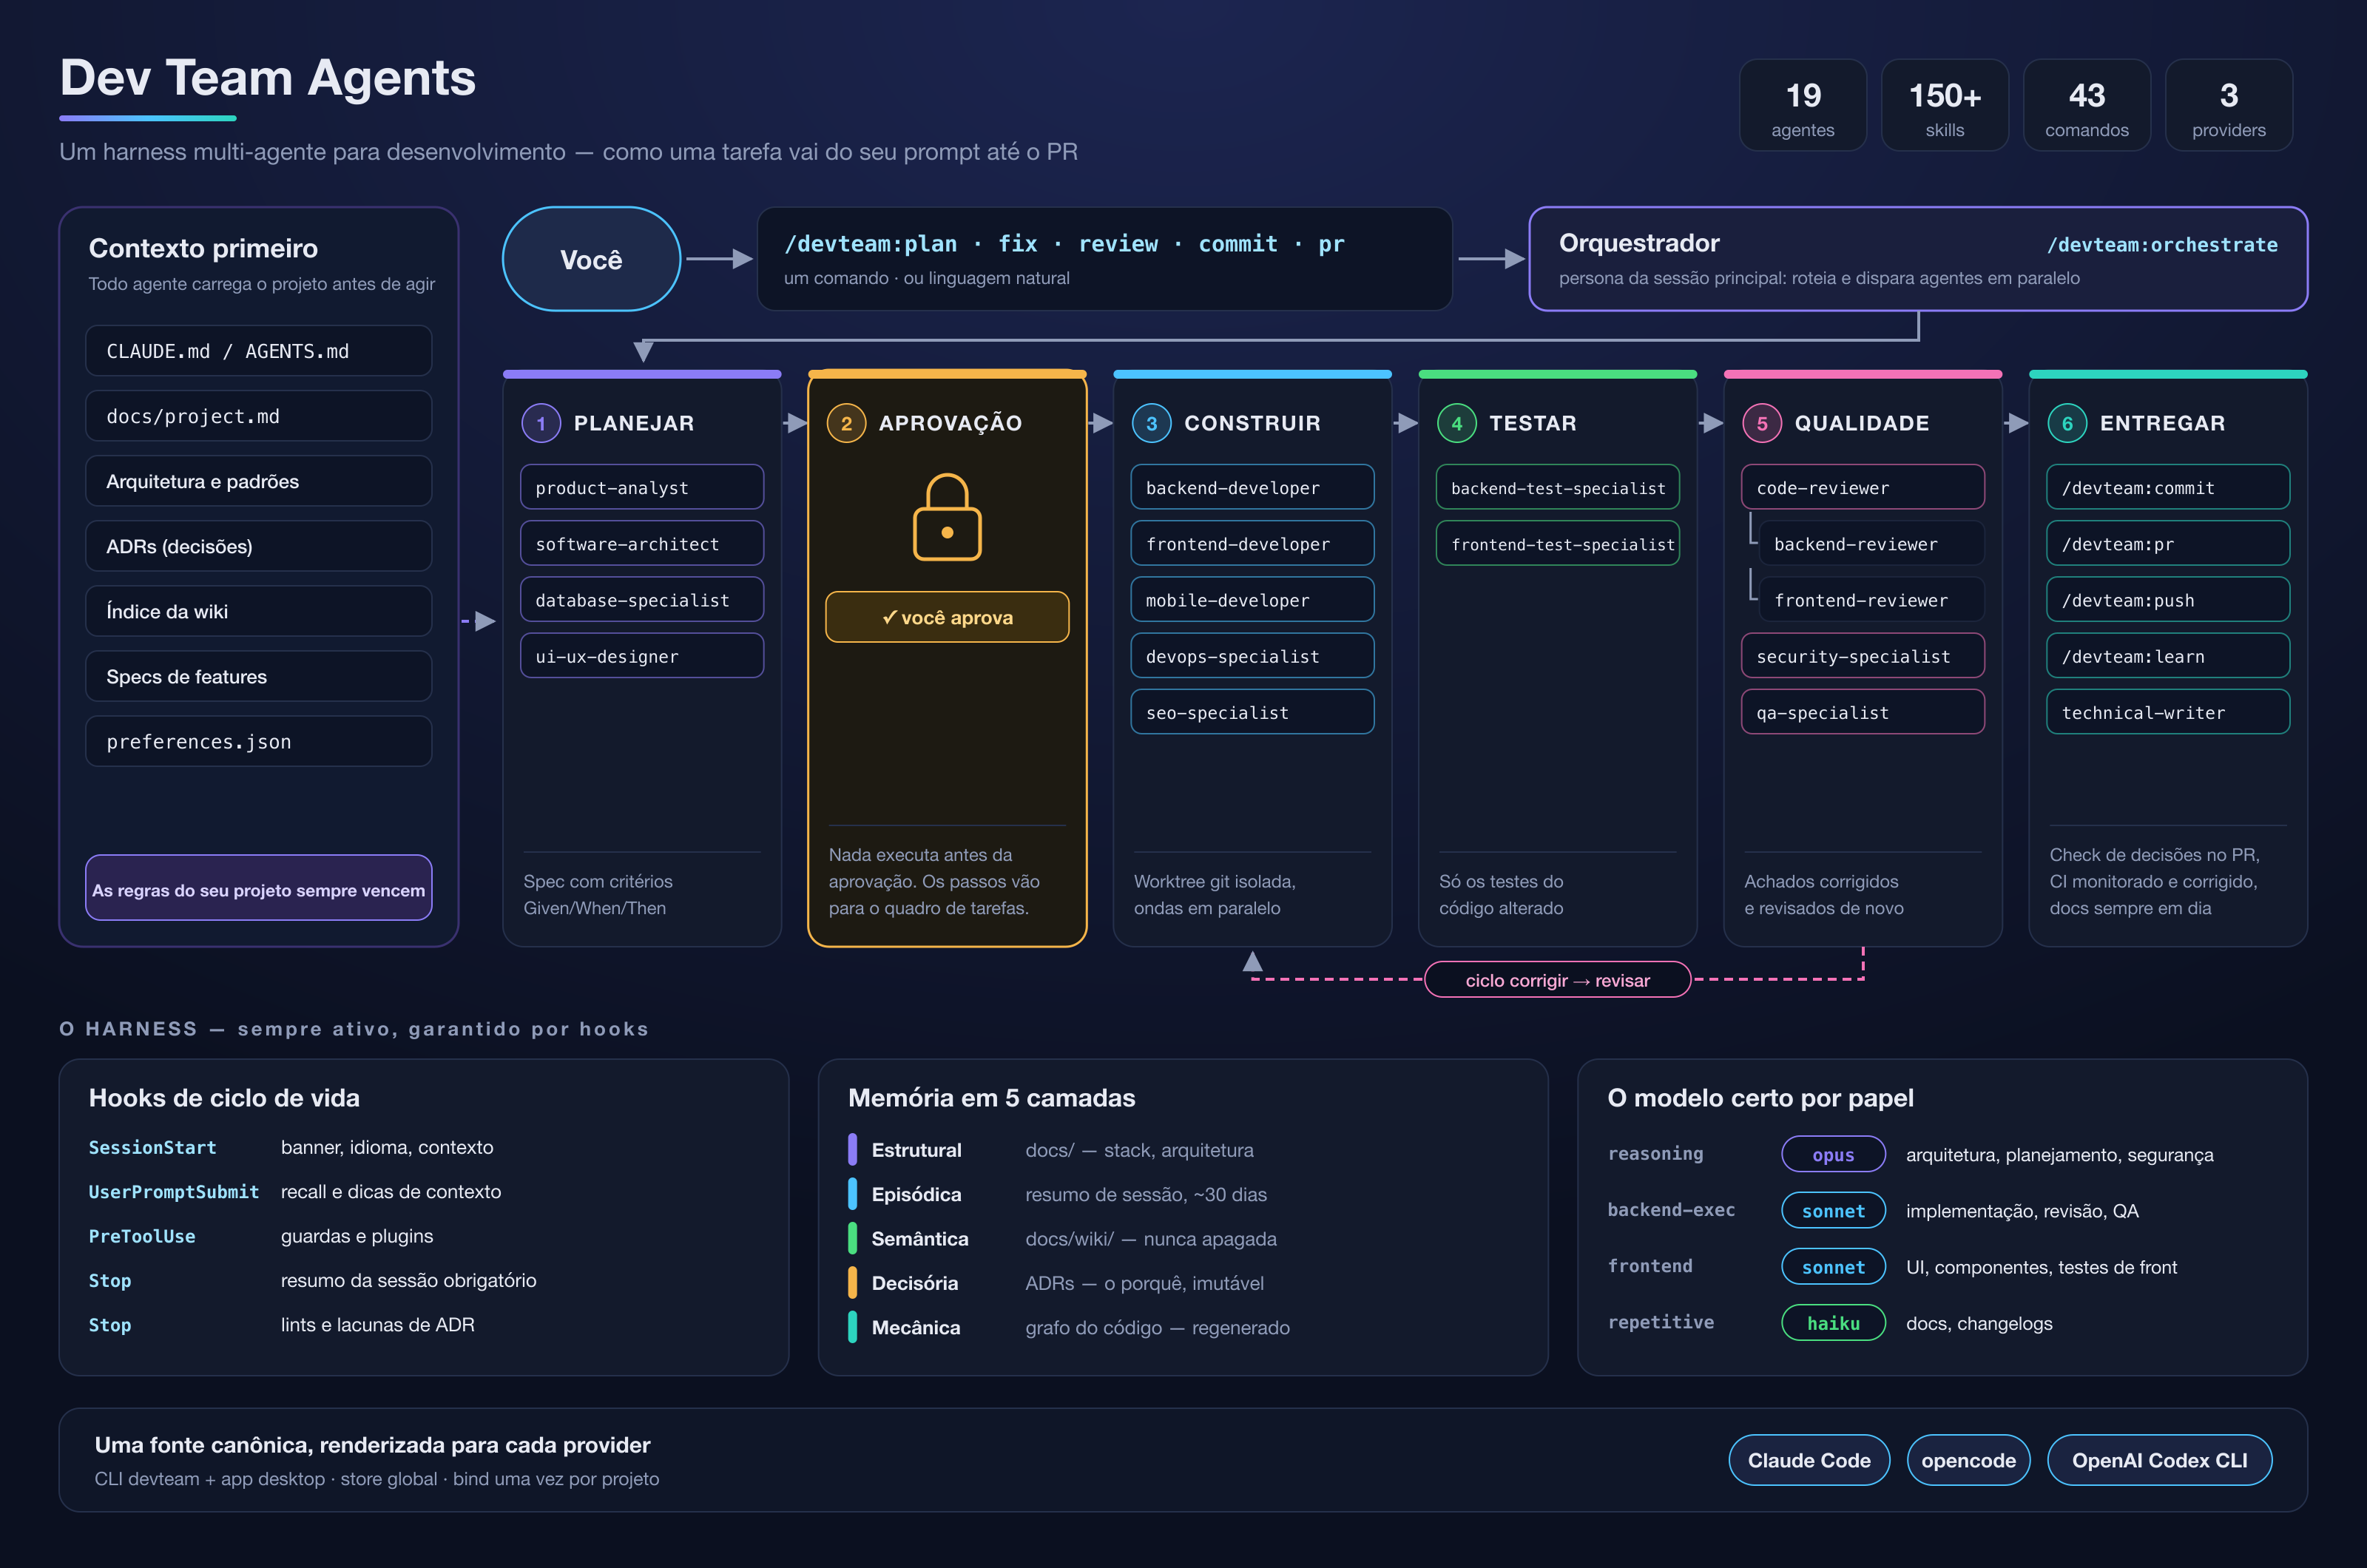 Dev Team Agents
Um harness multi-agente para desenvolvimento — como uma tarefa vai do seu prompt até o PR
19
agentes
150+
skills
43
comandos
3
providers
Contexto primeiro
Todo agente carrega o projeto antes de agir
CLAUDE.md / AGENTS.md
docs/project.md
Arquitetura e padrões
ADRs (decisões)
Índice da wiki
Specs de features
preferences.json
As regras do seu projeto sempre vencem
Você
/devteam:plan · fix · review · commit · pr
um comando · ou linguagem natural
Orquestrador
/devteam:orchestrate
persona da sessão principal: roteia e dispara agentes em paralelo
1 PLANEJAR
product-analyst
software-architect
database-specialist
ui-ux-designer
Spec com critérios
Given/When/Then
2 APROVAÇÃO
✓ você aprova
Nada executa antes da
aprovação. Os passos vão
para o quadro de tarefas.
3 CONSTRUIR
backend-developer
frontend-developer
mobile-developer
devops-specialist
seo-specialist
Worktree git isolada,
ondas em paralelo
4 TESTAR
backend-test-specialist
frontend-test-specialist
Só os testes do
código alterado
5 QUALIDADE
code-reviewer
backend-reviewer
frontend-reviewer
security-specialist
qa-specialist
Achados corrigidos
e revisados de novo
6 ENTREGAR
/devteam:commit
/devteam:pr
/devteam:push
/devteam:learn
technical-writer
Check de decisões no PR,
CI monitorado e corrigido,
docs sempre em dia
ciclo corrigir → revisar
O HARNESS — sempre ativo, garantido por hooks
Hooks de ciclo de vida
SessionStart banner, idioma, contexto
UserPromptSubmit recall e dicas de contexto
PreToolUse guardas e plugins
Stop resumo da sessão obrigatório
Stop lints e lacunas de ADR
Memória em 5 camadas
Estrutural docs/ — stack, arquitetura
Episódica resumo de sessão, ~30 dias
Semântica docs/wiki/ — nunca apagada
Decisória ADRs — o porquê, imutável
Mecânica grafo do código — regenerado
O modelo certo por papel
reasoning opus arquitetura, planejamento, segurança
backend-exec sonnet implementação, revisão, QA
frontend sonnet UI, componentes, testes de front
repetitive haiku docs, changelogs
Uma fonte canônica, renderizada para cada provider
CLI devteam + app desktop · store global · bind uma vez por projeto
Claude Code
opencode
OpenAI Codex CLI